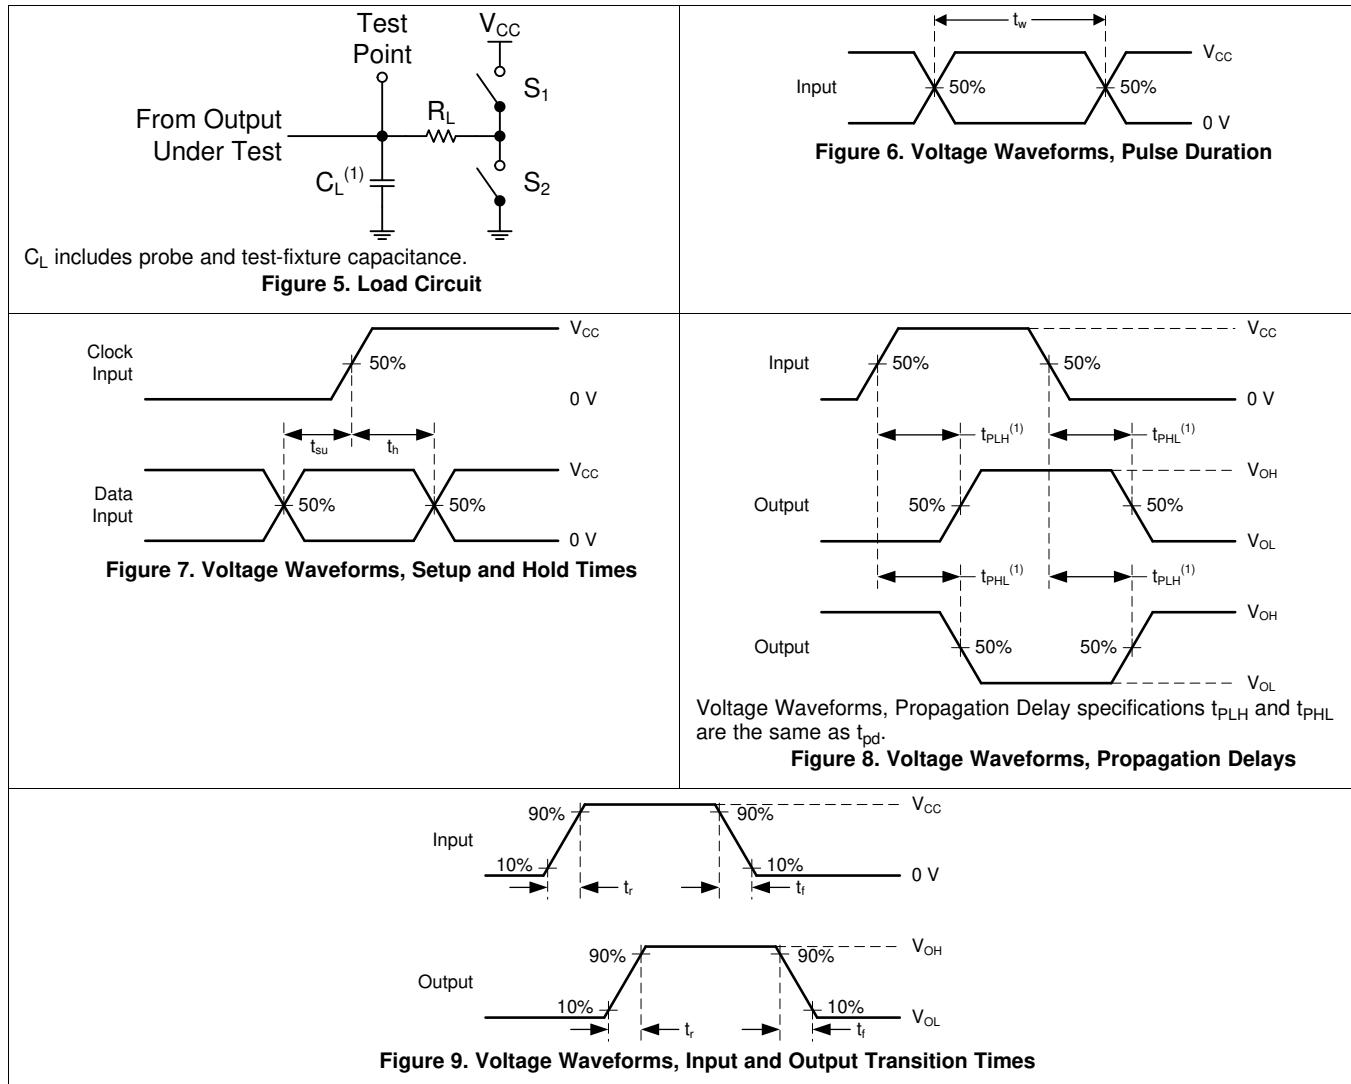 Test
Point
V_CC
S_1
From Output
Under Test
R_L
C_L^(1)
S_2
C_L includes probe and test-fixture capacitance.
Figure 5. Load Circuit
t_w
V_CC
Input
50%
50%
0 V
Figure 6. Voltage Waveforms, Pulse Duration
V_CC
Clock
Input
50%
0 V
t_su
t_h
V_CC
Data
Input
50%
50%
0 V
Figure 7. Voltage Waveforms, Setup and Hold Times
V_CC
Input
50%
50%
0 V
t_PLH^(1)
t_PHL^(1)
V_OH
Output
50%
50%
V_OL
t_PHL^(1)
t_PLH^(1)
V_OH
Output
50%
50%
V_OL
Voltage Waveforms, Propagation Delay specifications t_PLH and t_PHL
are the same as t_pd.
Figure 8. Voltage Waveforms, Propagation Delays
V_CC
90%
90%
Input
10%
10%
0 V
t_r
t_f
V_OH
90%
90%
Output
10%
10%
V_OL
t_r
t_f
Figure 9. Voltage Waveforms, Input and Output Transition Times